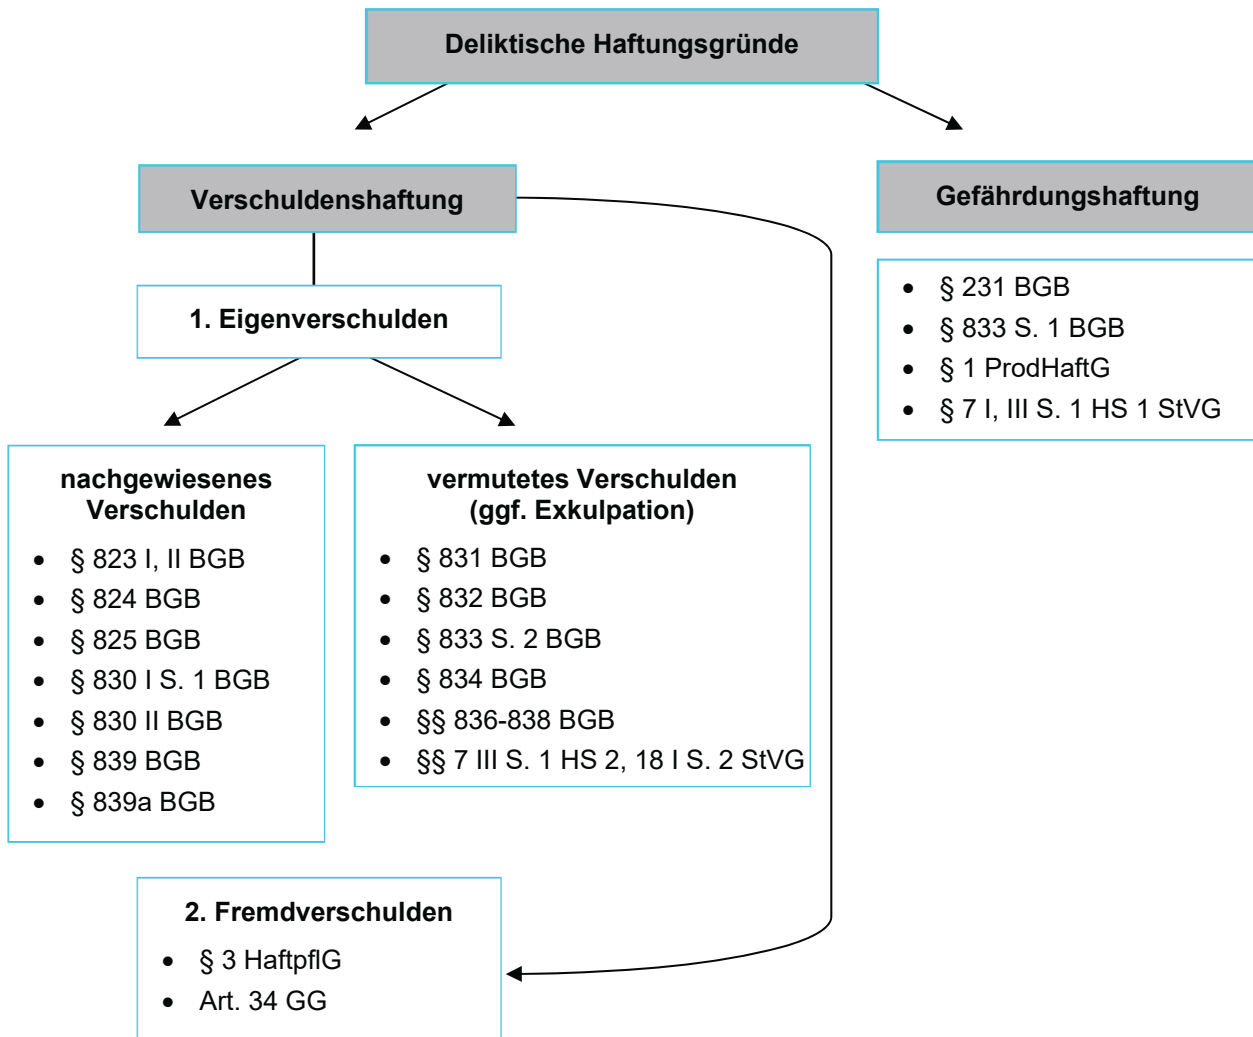 Deliktische Haftungsgründe
Verschuldenshaftung
Gefährdungshaftung
• § 231 BGB
• § 833 S. 1 BGB
• § 1 ProdHaftG
• § 7 I, III S. 1 HS 1 StVG
1. Eigenverschulden
nachgewiesenes
Verschulden
• § 823 I, II BGB
• § 824 BGB
• § 825 BGB
• § 830 I S. 1 BGB
• § 830 II BGB
• § 839 BGB
• § 839a BGB
vermutetes Verschulden
(ggf. Exkulpation)
• § 831 BGB
• § 832 BGB
• § 833 S. 2 BGB
• § 834 BGB
• §§ 836-838 BGB
• §§ 7 III S. 1 HS 2, 18 I S. 2 StVG
2. Fremdverschulden
• § 3 HaftpflG
• Art. 34 GG